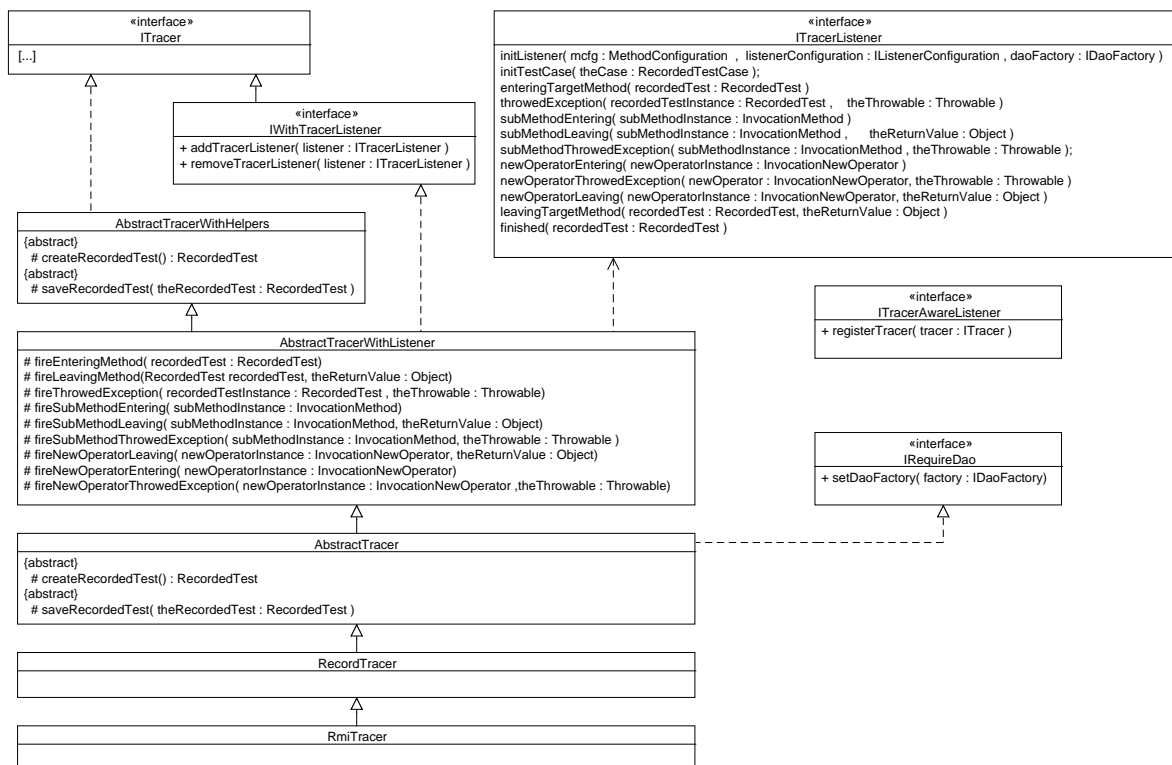 «interface»
ITracer
[...]
«interface»
IWithTracerListener
+ addTracerListener( listener : ITracerListener )
+ removeTracerListener( listener : ITracerListener )
«interface»
ITracerListener
initListener( mcfg : MethodConfiguration , listenerConfiguration : IListenerConfiguration , daoFactory : IDaoFactory )
initTestCase( theCase : RecordedTestCase );
enteringTargetMethod( recordedTest : RecordedTest )
throwedException( recordedTestInstance : RecordedTest , theThrowable : Throwable )
subMethodEntering( subMethodInstance : InvocationMethod )
subMethodLeaving( subMethodInstance : InvocationMethod , theReturnValue : Object )
subMethodThrowedException( subMethodInstance : InvocationMethod , theThrowable : Throwable );
newOperatorEntering( newOperatorInstance : InvocationNewOperator )
newOperatorThrowedException( newOperator : InvocationNewOperator, theThrowable : Throwable )
newOperatorLeaving( newOperatorInstance : InvocationNewOperator, theReturnValue : Object )
leavingTargetMethod( recordedTest : RecordedTest, theReturnValue : Object )
finished( recordedTest : RecordedTest )
AbstractTracerWithHelpers
{abstract}
# createRecordedTest() : RecordedTest
{abstract}
# saveRecordedTest( theRecordedTest : RecordedTest )
«interface»
ITracerAwareListener
+ registerTracer( tracer : ITracer )
AbstractTracerWithListener
# fireEnteringMethod( recordedTest : RecordedTest)
# fireLeavingMethod(RecordedTest recordedTest, theReturnValue : Object)
# fireThrowedException( recordedTestInstance : RecordedTest , theThrowable : Throwable)
# fireSubMethodEntering( subMethodInstance : InvocationMethod)
# fireSubMethodLeaving( subMethodInstance : InvocationMethod, theReturnValue : Object)
# fireSubMethodThrowedException( subMethodInstance : InvocationMethod, theThrowable : Throwable )
# fireNewOperatorLeaving( newOperatorInstance : InvocationNewOperator, theReturnValue : Object)
# fireNewOperatorEntering( newOperatorInstance : InvocationNewOperator)
# fireNewOperatorThrowedException( newOperatorInstance : InvocationNewOperator ,theThrowable : Throwable)
«interface»
IRequireDao
+ setDaoFactory( factory : IDaoFactory)
AbstractTracer
{abstract}
# createRecordedTest() : RecordedTest
{abstract}
# saveRecordedTest( theRecordedTest : RecordedTest )
RecordTracer
RmiTracer